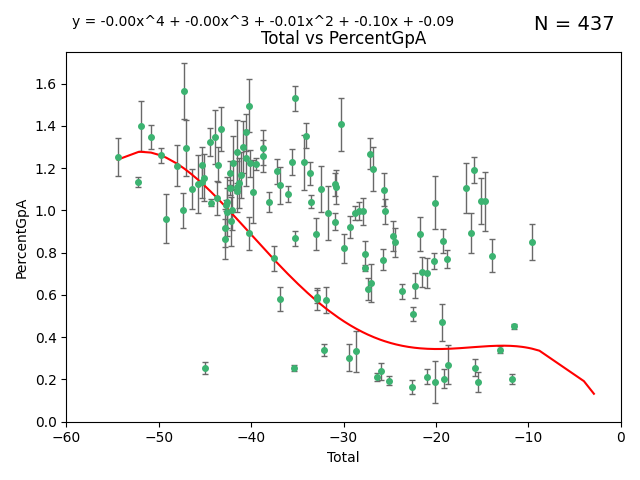 y = -0.00x^4 + -0.00x^3 + -0.01x^2 + -0.10x + -0.09
N = 437
Total vs PercentGpA
PercentGpA
1.6
1.4
1.2
1.0
0.8
0.6
0.4
0.2
0.0
−60 −50 −40 −30 −20 −10 0
Total